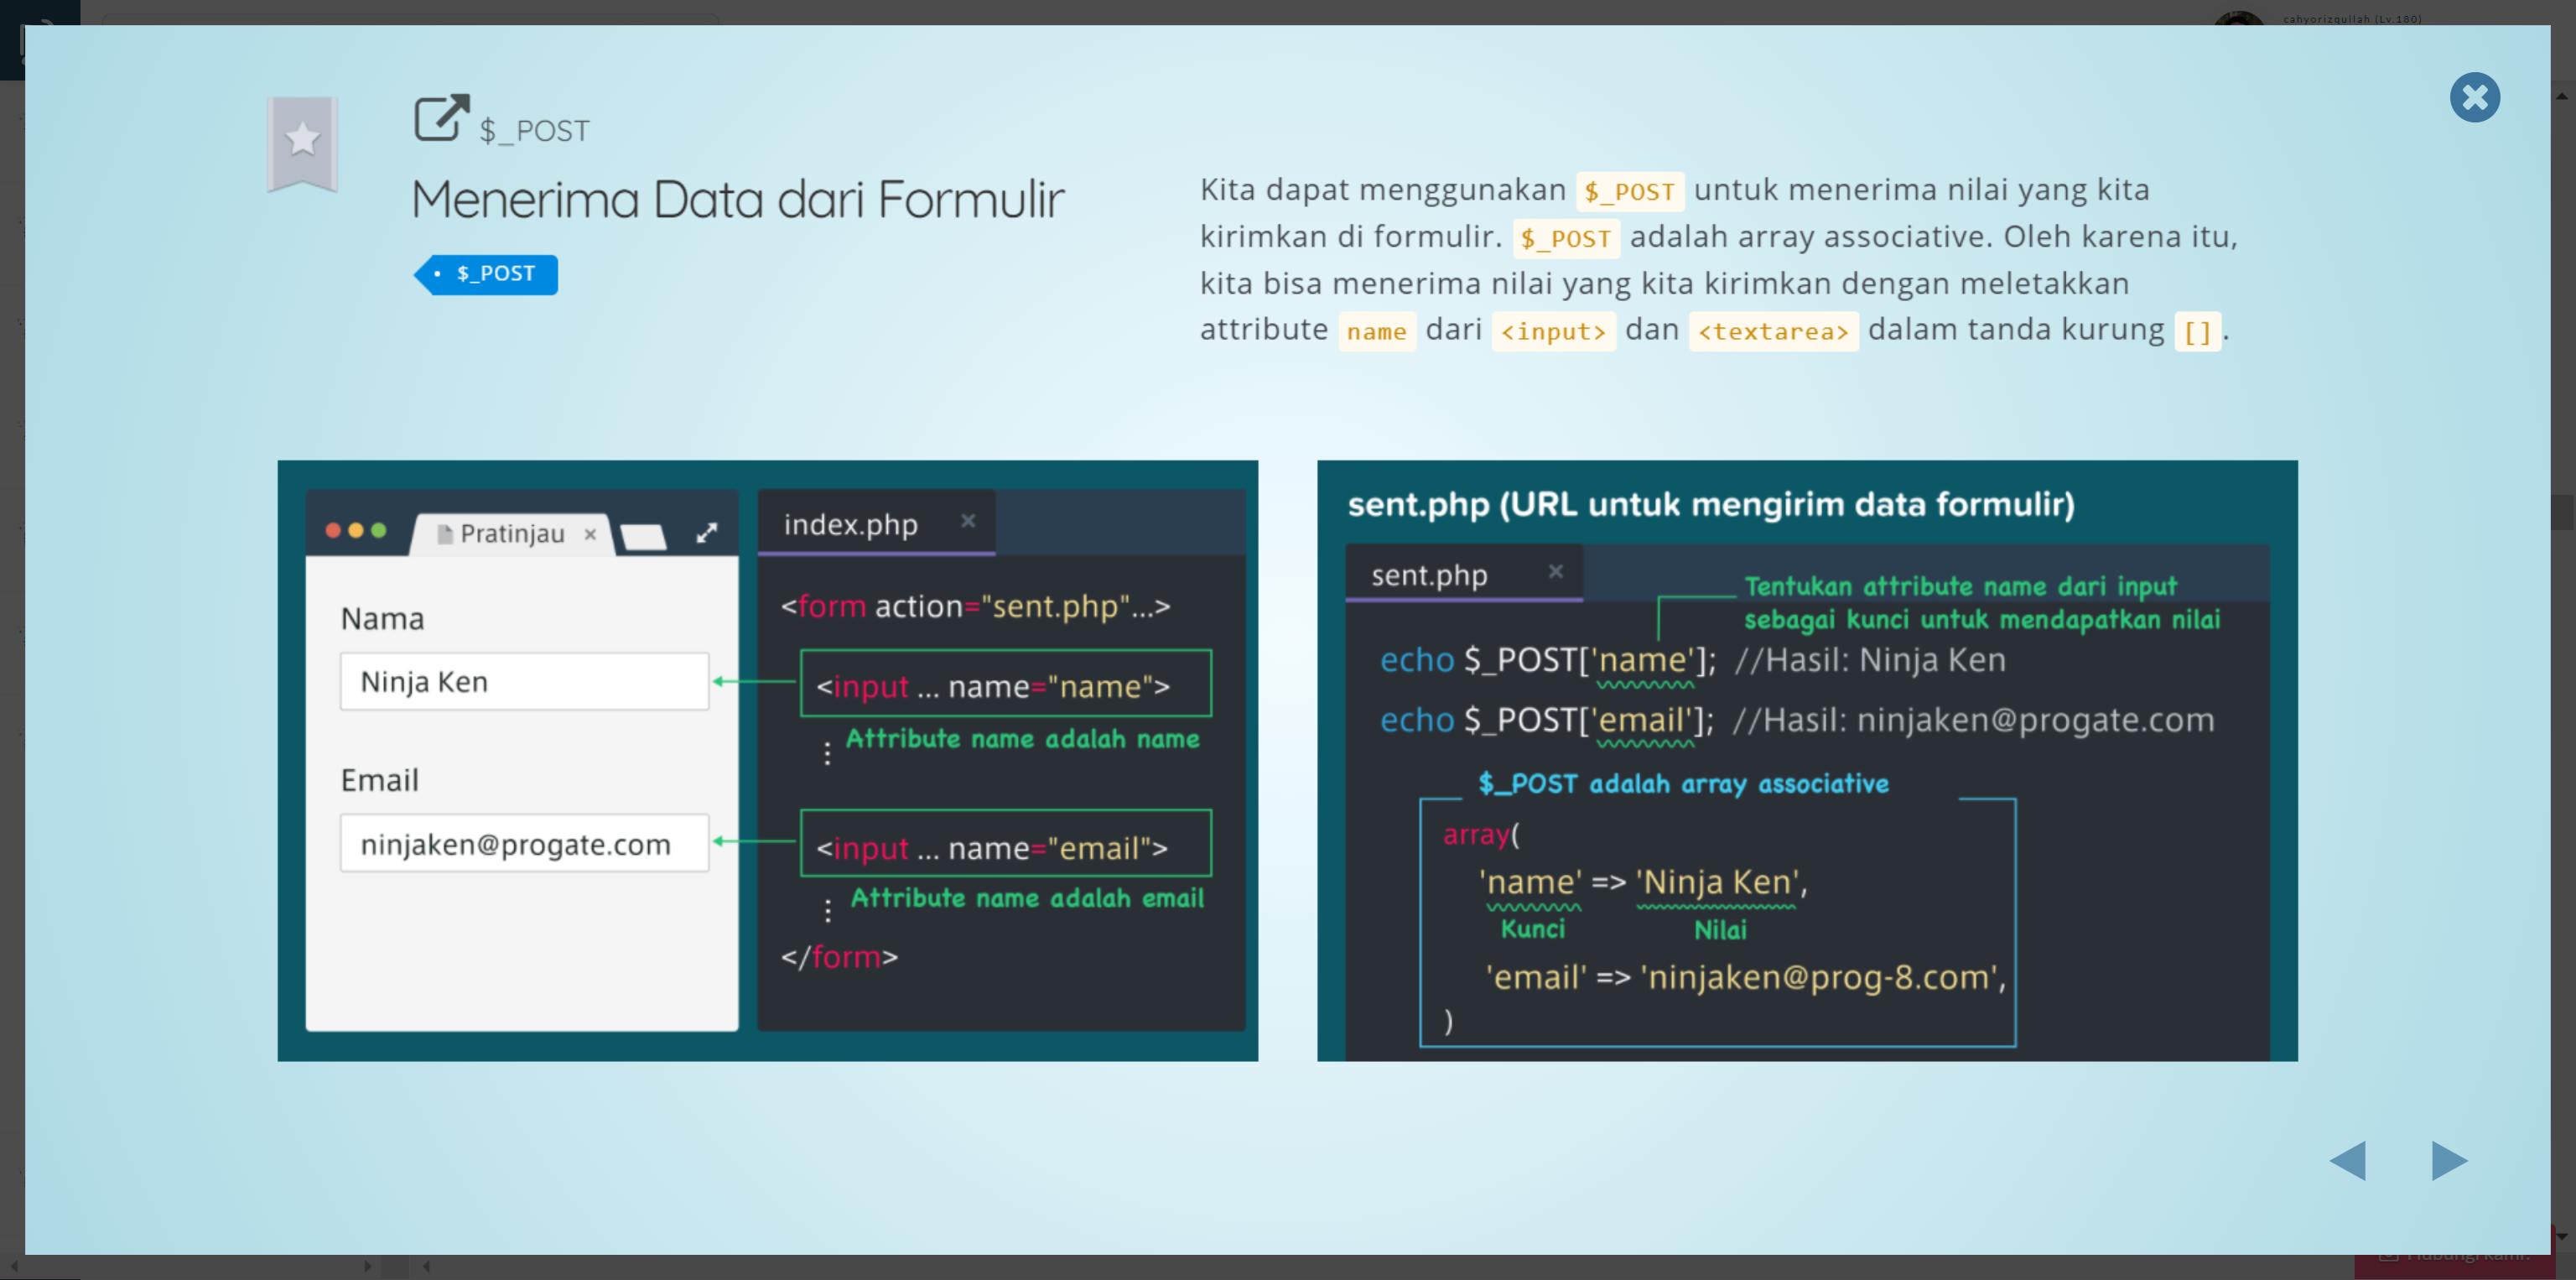 cahyorizqullah (Lv.180)
$_POST
Menerima Data dari Formulir
• $_POST
Kita dapat menggunakan $_POST untuk menerima nilai yang kita
kirimkan di formulir. $_POST adalah array associative. Oleh karena itu,
kita bisa menerima nilai yang kita kirimkan dengan meletakkan
attribute name dari <input> dan <textarea> dalam tanda kurung [].
Pratinjau ×
Nama
Ninja Ken
Email
ninjaken@progate.com
index.php ×
<form action="sent.php"...>
<input ... name="name">
⋮ Attribute name adalah name
<input ... name="email">
⋮ Attribute name adalah email
</form>
sent.php (URL untuk mengirim data formulir)
sent.php ×
Tentukan attribute name dari input
sebagai kunci untuk mendapatkan nilai
echo $_POST['name']; //Hasil: Ninja Ken
echo $_POST['email']; //Hasil: ninjaken@progate.com
$_POST adalah array associative
array(
'name' => 'Ninja Ken',
Kunci Nilai
'email' => 'ninjaken@prog-8.com',
)
Hubungi kami!